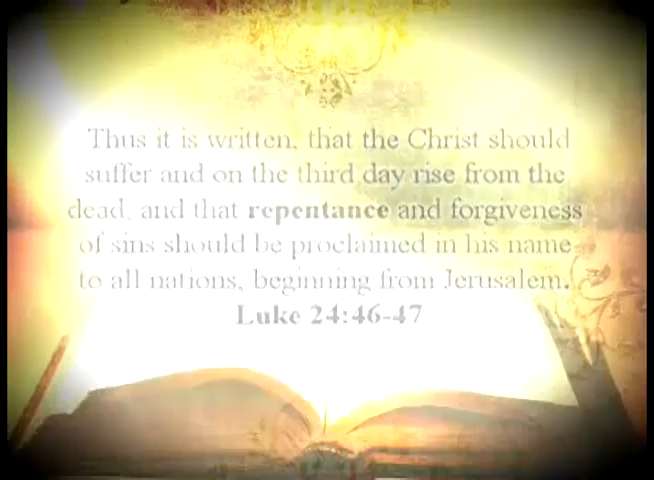 Thus it is written, that the Christ should
suffer and on the third day rise from the
dead, and that repentance and forgiveness
of sins should be proclaimed in his name
to all nations, beginning from Jerusalem.
Luke 24:46-47